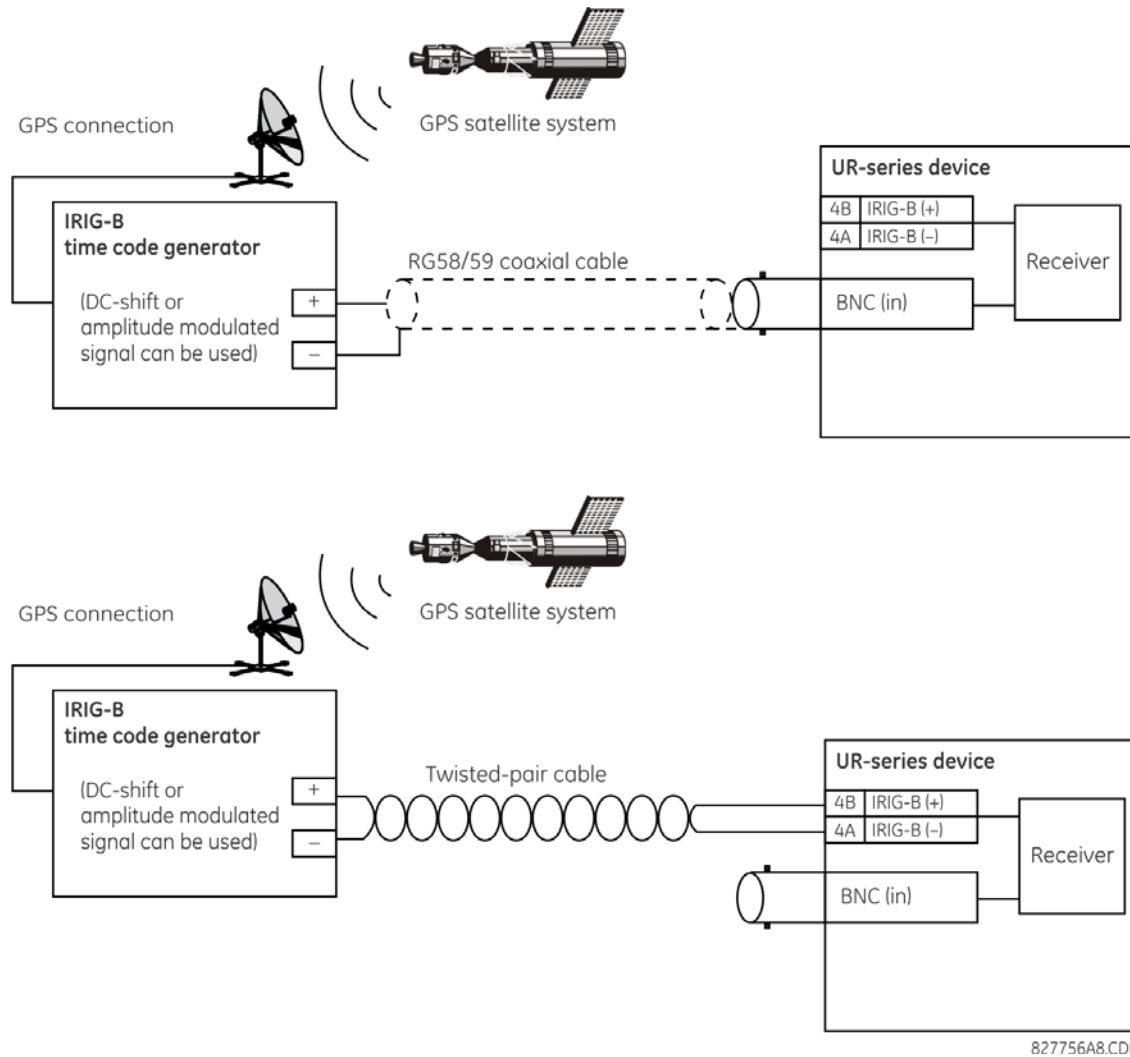 GPS connection
GPS satellite system
IRIG-B
time code generator
(DC-shift or
amplitude modulated
signal can be used)
+
–
RG58/59 coaxial cable
UR-series device
4B IRIG-B (+)
4A IRIG-B (–)
BNC (in)
Receiver
GPS connection
GPS satellite system
IRIG-B
time code generator
(DC-shift or
amplitude modulated
signal can be used)
+
–
Twisted-pair cable
UR-series device
4B IRIG-B (+)
4A IRIG-B (–)
BNC (in)
Receiver
827756A8.CD